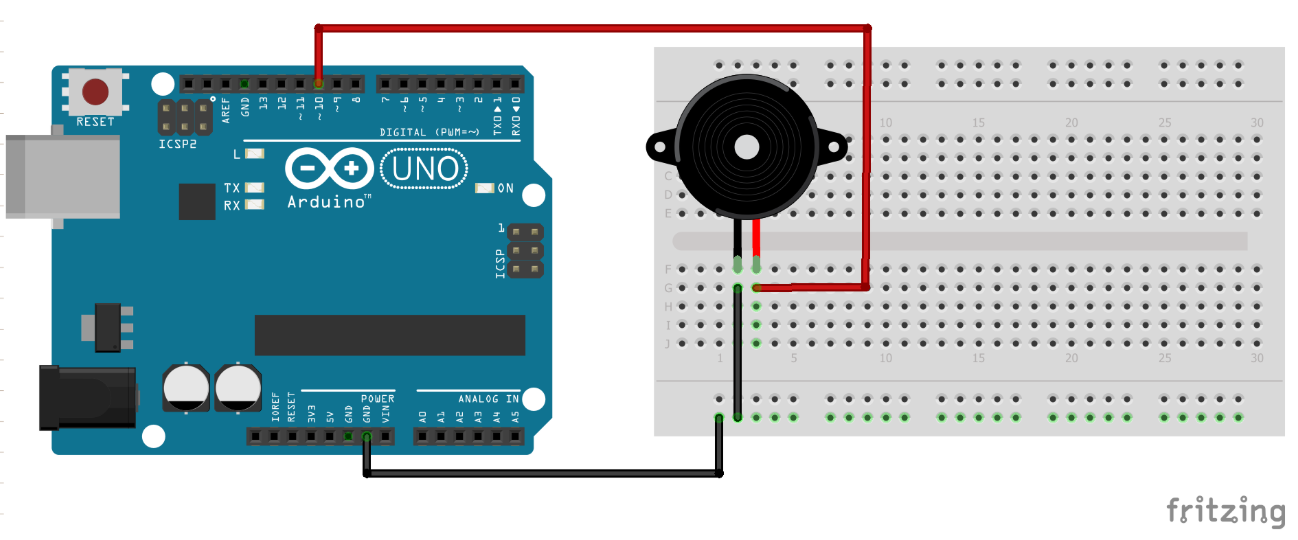 RESET
ICSP2
AREF
GND
13
12
~11
~10
~9
8
7
~6
~5
4
~3
2
TXD▶1
RXD◀0
DIGITAL (PWM=~)
L
TX
RX
Arduino™
UNO
ON
1
ICSP
IOREF
RESET
3V3
5V
GND
GND
VIN
POWER
ANALOG IN
A0
A1
A2
A3
A4
A5
10 15 20 25 30
C
D
E
F
G
H
I
J
1 5 10 15 20 25 30
fritzing